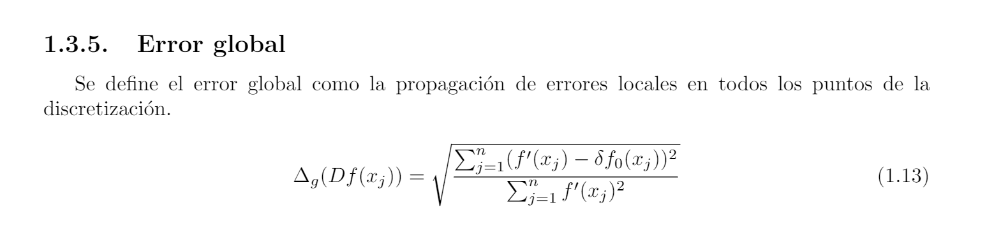 1.3.5. Error global
Se define el error global como la propagación de errores locales en todos los puntos de la
discretización.
$$\Delta_g(Df(x_j)) = \sqrt{\frac{\sum_{j=1}^{n}(f'(x_j) - \delta f_0(x_j))^2}{\sum_{j=1}^{n} f'(x_j)^2}} \quad (1.13)$$